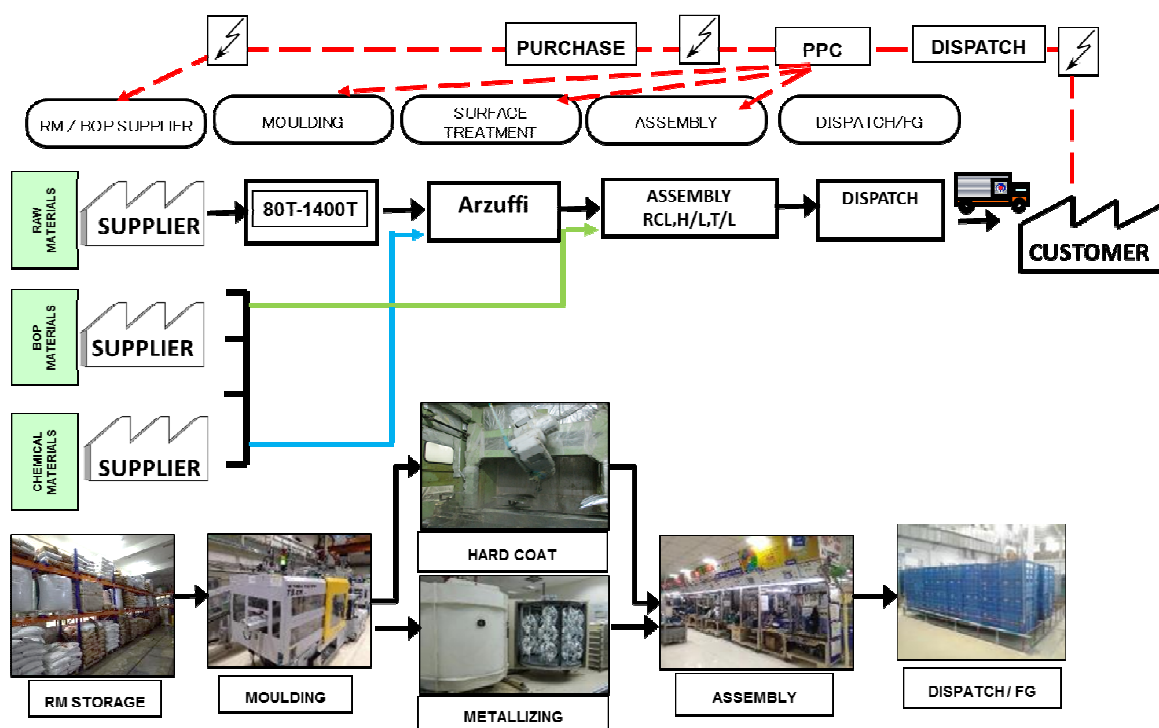 PURCHASE
PPC
DISPATCH
RM / BOP SUPPLIER
MOULDING
SURFACE
TREATMENT
ASSEMBLY
DISPATCH/FG
RAW
MATERIALS
SUPPLIER
80T-1400T
Arzuffi
ASSEMBLY
RCL,H/L,T/L
DISPATCH
CUSTOMER
BOP
MATERIALS
SUPPLIER
CHEMICAL
MATERIALS
SUPPLIER
HARD COAT
RM STORAGE
MOULDING
METALLIZING
ASSEMBLY
DISPATCH / FG